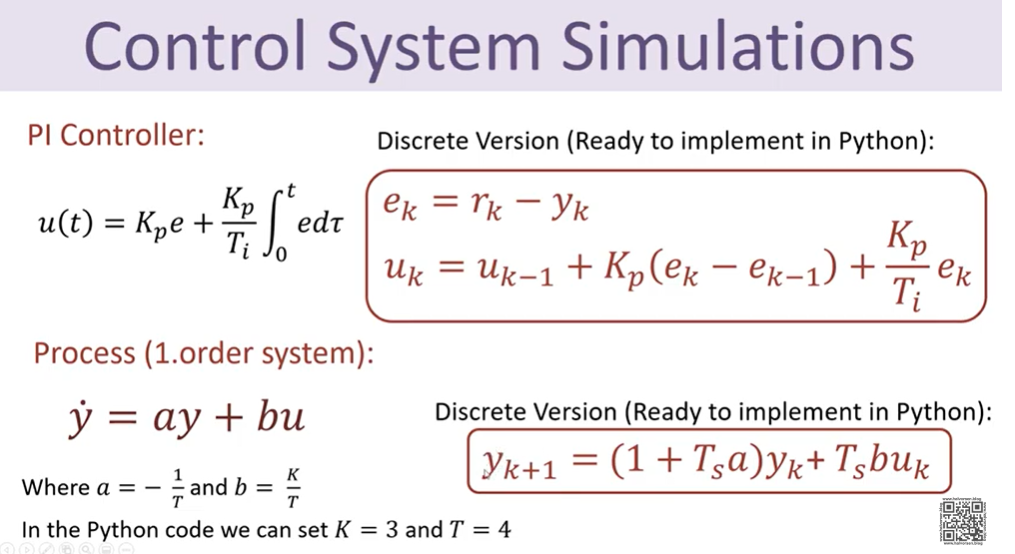 Control System Simulations
PI Controller:
Discrete Version (Ready to implement in Python):
u(t) = K_p e + \frac{K_p}{T_i} \int_0^t e d\tau
e_k = r_k − y_k
u_k = u_{k−1} + K_p(e_k − e_{k−1}) + \frac{K_p}{T_i} e_k
Process (1.order system):
ẏ = ay + bu
Discrete Version (Ready to implement in Python):
y_{k+1} = (1 + T_s a)y_k + T_s b u_k
Where a = − \frac{1}{T} and b = \frac{K}{T}
In the Python code we can set K = 3 and T = 4